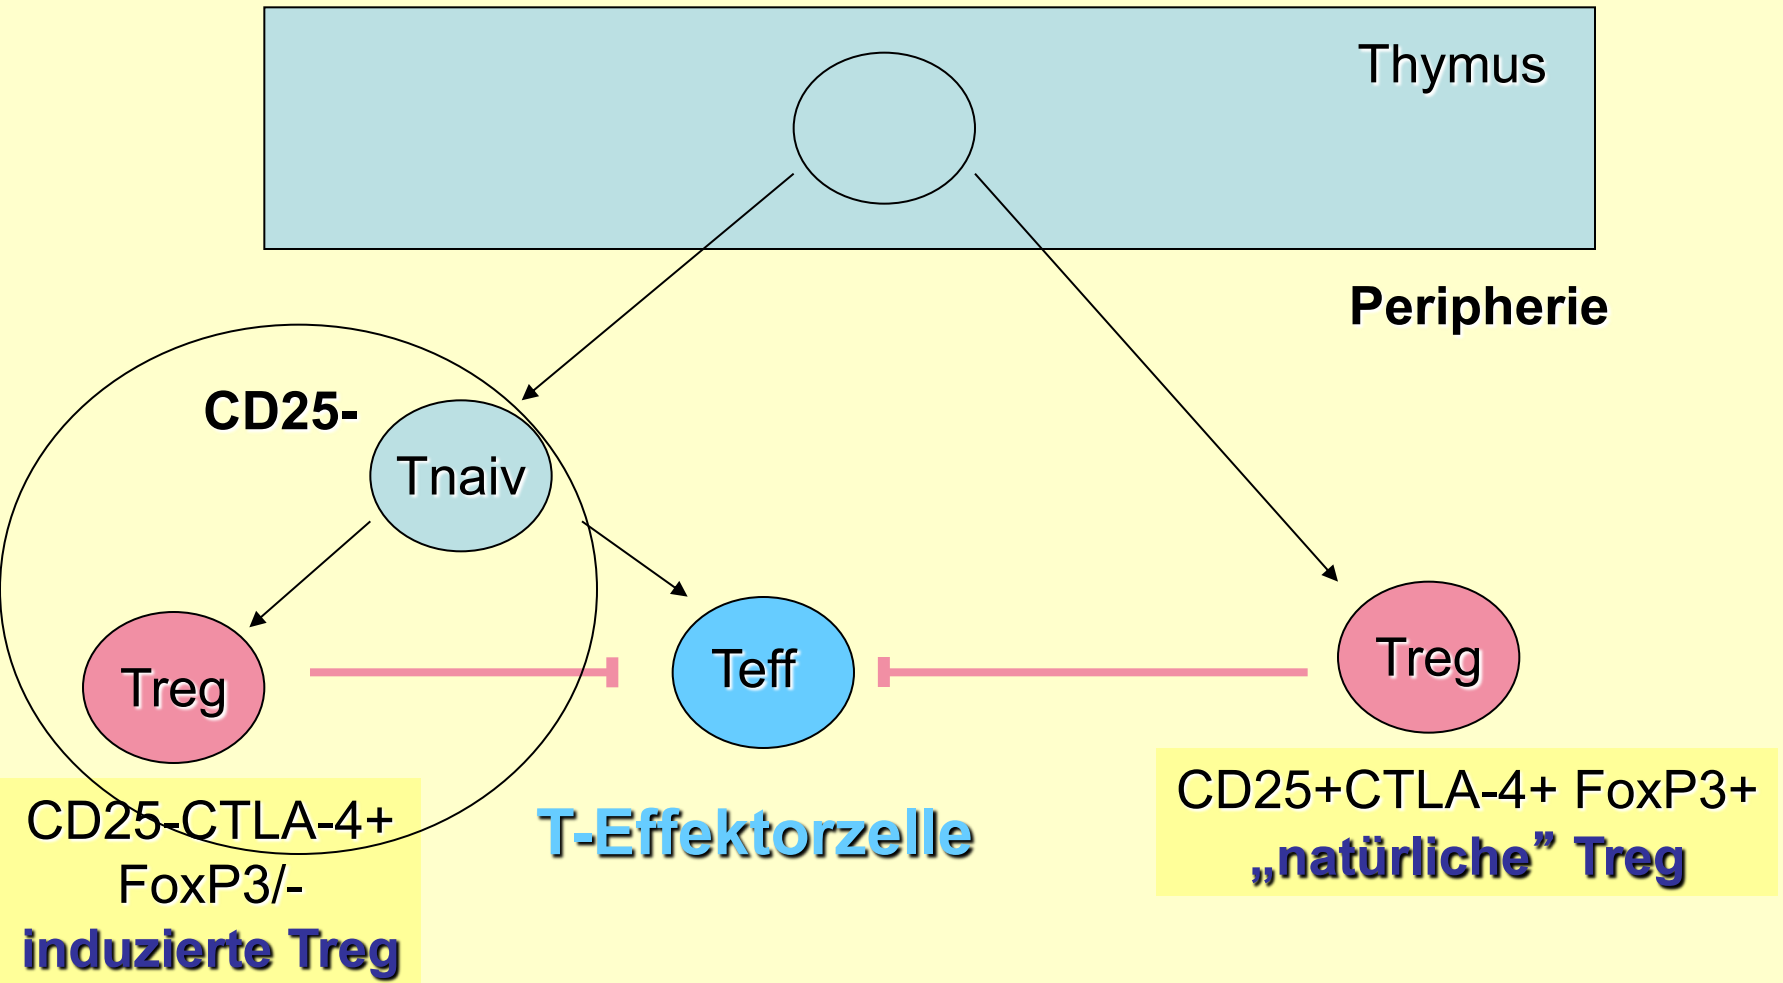 Thymus
Peripherie
CD25-
Tnaiv
Treg
Teff
Treg
CD25-CTLA-4+
FoxP3/-
induzierte Treg
T-Effektorzelle
CD25+CTLA-4+ FoxP3+
„natürliche” Treg